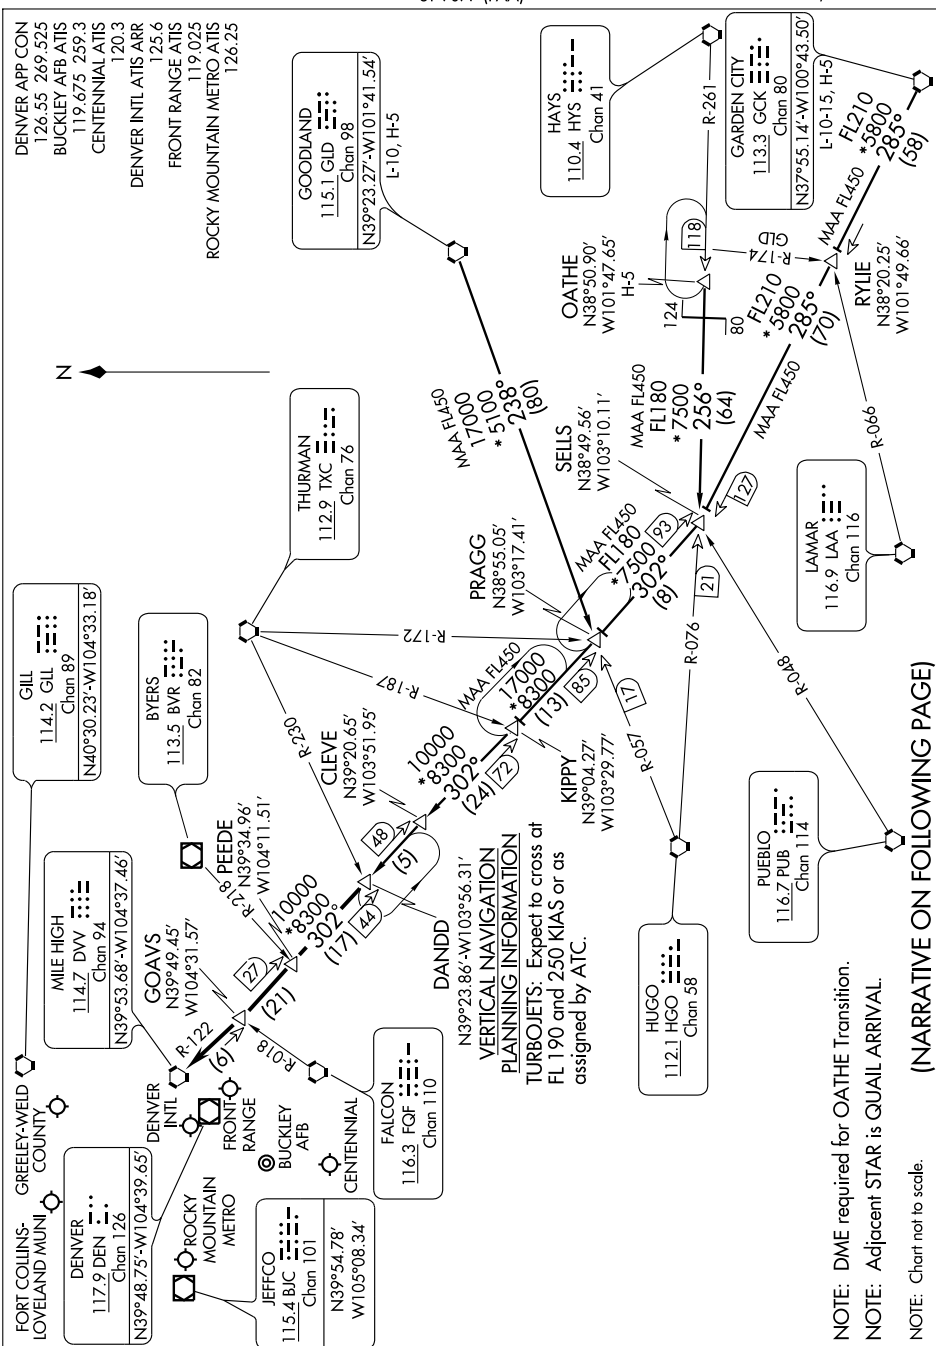 DENVER APP CON
126.55 269.525
BUCKLEY AFB ATIS
119.675 259.3
CENTENNIAL ATIS
120.3
DENVER INTL ATIS ARR
125.6
FRONT RANGE ATIS
119.025
ROCKY MOUNTAIN METRO ATIS
126.25
N
GOODLAND
115.1 GLD
Chan 98
N39°23.27'-W101°41.54'
L-10, H-5
HAYS
110.4 HYS
Chan 41
GARDEN CITY
113.3 GCK
Chan 80
N37°55.14'-W100°43.50'
L-10-15, H-5
R-261
FL210
*5800
285°
(58)
MAA FL450
118
R-174
GLD
OATHE
N38°50.90'
W101°47.65'
H-5
124
80
RYLIE
N38°20.25'
W101°49.66'
FL210
*5800
285°
(70)
MAA FL450
MAA FL450
FL180
*7500
256°
(64)
MAA FL450
17000
*5100
238°
(80)
R-066
LAMAR
116.9 LAA
Chan 116
SELLS
N38°49.56'
W103°10.11'
127
93
21
MAA FL450
FL180
*7500
302°
(8)
PRAGG
N38°55.05'
W103°17.41'
THURMAN
112.9 TXC
Chan 76
R-172
R-187
R-230
MAA FL450
17000
*8300
(13)
85
17
R-057
R-076
R-048
KIPPY
N39°04.27'
W103°29.77'
72
10000
*8300
302°
(24)
CLEVE
N39°20.65'
W103°51.95'
48
(5)
44
DANDD
N39°23.86'-W103°56.31'
10000
*8300
302°
(17)
PEEDE
N39°34.96'
W104°11.51'
R-218
27
(21)
BYERS
113.5 BVR
Chan 82
GILL
114.2 GLL
Chan 89
N40°30.23'-W104°33.18'
MILE HIGH
114.7 DVV
Chan 94
N39°53.68'-W104°37.46'
GOAVS
N39°49.45'
W104°31.57'
R-122
(6)
R-018
FALCON
116.3 FQF
Chan 110
HUGO
112.1 HGO
Chan 58
PUEBLO
116.7 PUB
Chan 114
VERTICAL NAVIGATION
PLANNING INFORMATION
TURBOJETS: Expect to cross at
FL 190 and 250 KIAS or as
assigned by ATC.
FORT COLLINS-
LOVELAND MUNI
GREELEY-WELD
COUNTY
DENVER
INTL
FRONT
RANGE
BUCKLEY
AFB
CENTENNIAL
ROCKY
MOUNTAIN
METRO
DENVER
117.9 DEN
Chan 126
N39°48.75'-W104°39.65'
JEFFCO
115.4 BJC
Chan 101
N39°54.78'
W105°08.34'
NOTE: DME required for OATHE Transition.
NOTE: Adjacent STAR is QUAIL ARRIVAL.
NOTE: Chart not to scale.
(NARRATIVE ON FOLLOWING PAGE)